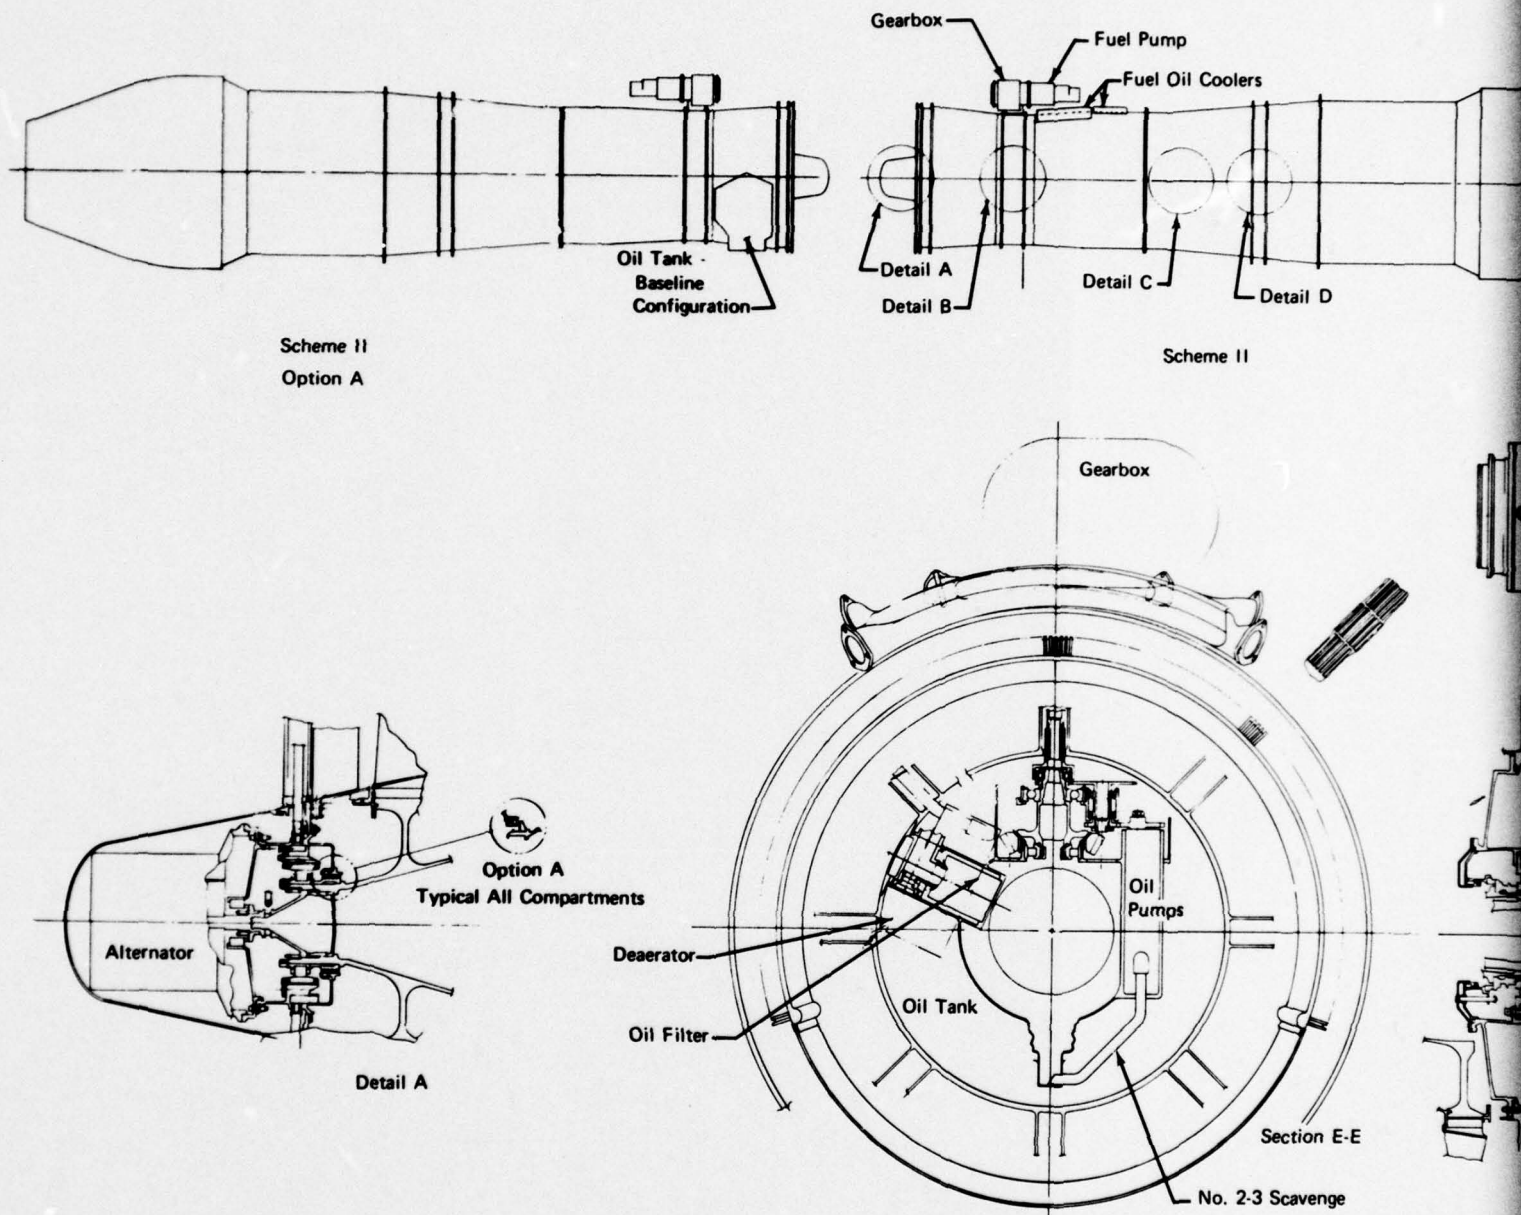 Gearbox
Fuel Pump
Fuel Oil Coolers
Oil Tank -
Baseline
Configuration
Detail A
Detail B
Detail C
Detail D
Scheme II
Option A
Scheme II
Gearbox
Option A
Typical All Compartments
Alternator
Oil
Pumps
Deaerator
Oil Tank
Oil Filter
Detail A
Section E-E
No. 2-3 Scavenge